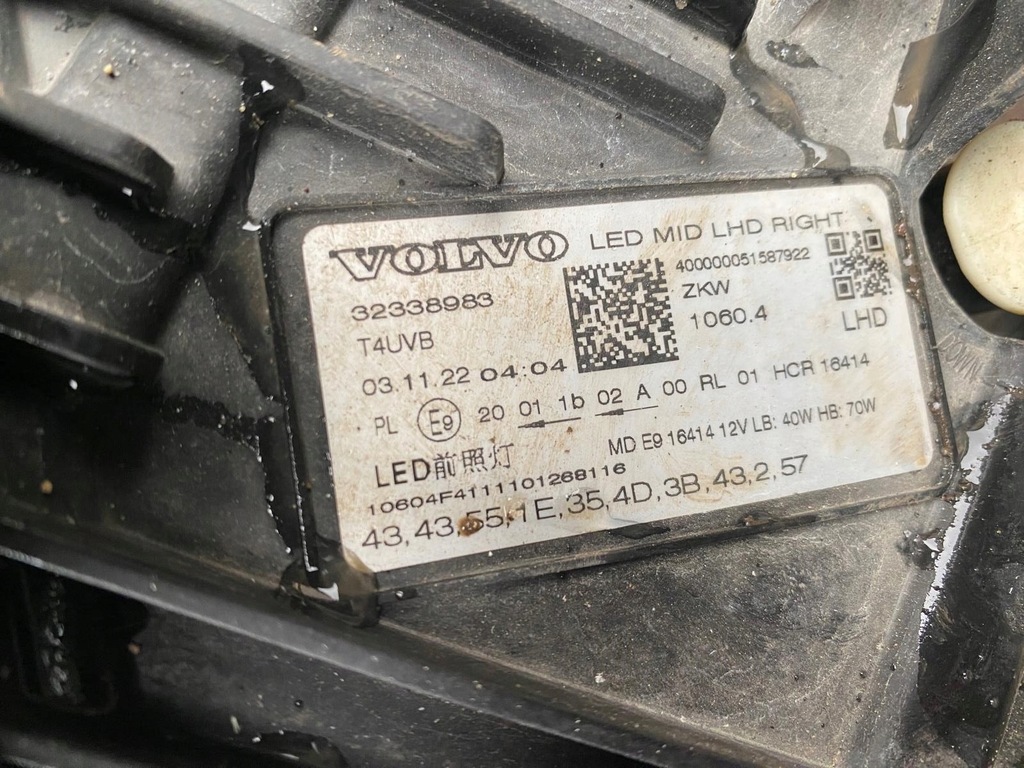 VOLVO LED MID LHD RIGHT
32338983
400000051587922
T4UVB
ZKW
03.11.22 04:04
1060.4
LHD
PL E9 20 01 1b 02 A 00 RL 01 HCR 16414
LED前照灯 MD E9 16414 12V LB: 40W HB: 70W
10604F4111101268116
43,43,55,1E,35,4D,3B,43,2,57